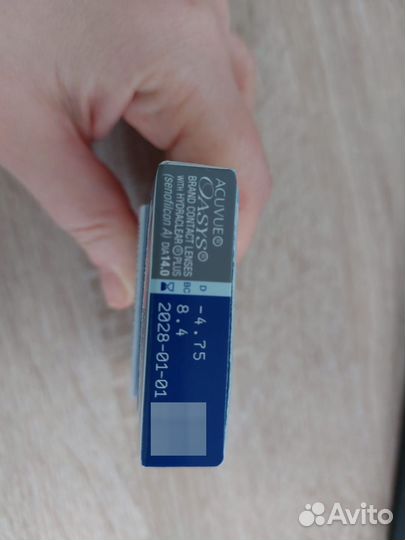 ACUVUE®
OASYS®
BRAND CONTACT LENSES
WITH HYDRACLEAR® PLUS
(senofilcon A) DIA 14.0
D -4.75
BC 8.4
2028-01-01
Avito